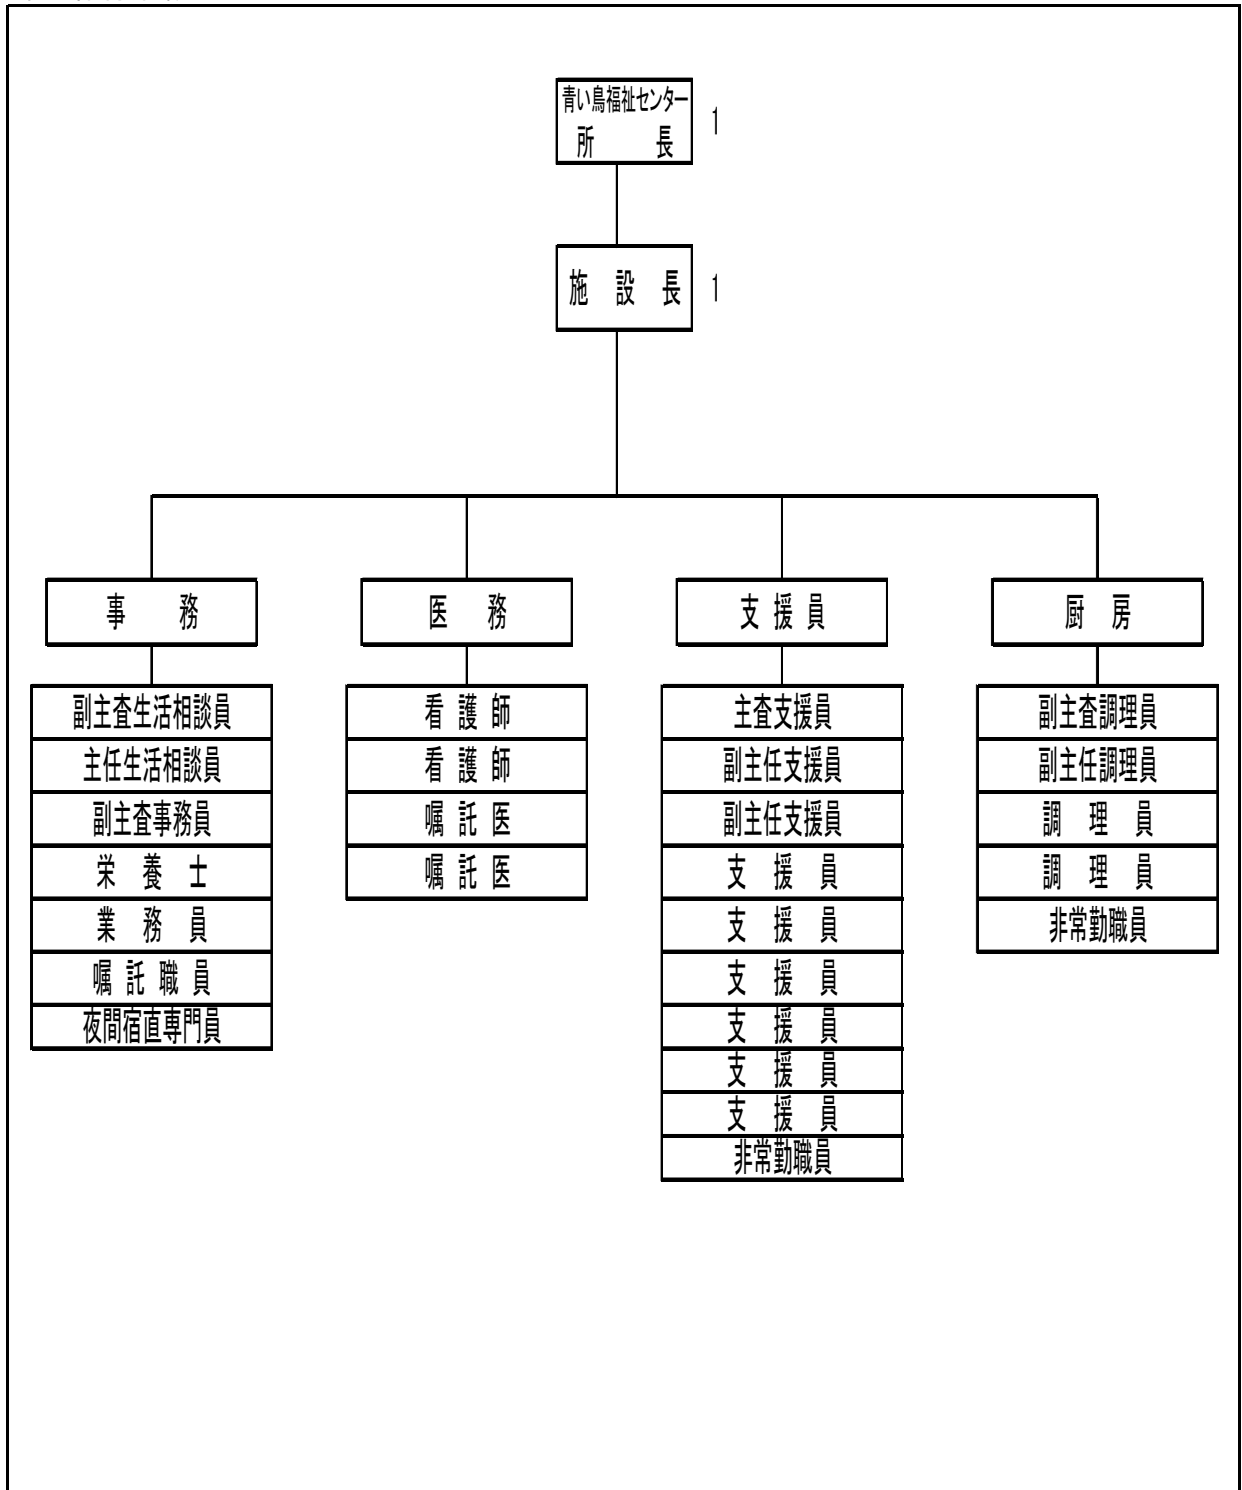 青い鳥福祉センター
所　　長
1
施　設　長
1
事　　務
副主査生活相談員
主任生活相談員
副主査事務員
栄　養　士
業　務　員
嘱 託 職 員
夜間宿直専門員
医　務
看 護 師
看 護 師
嘱 託 医
嘱 託 医
支 援 員
主査支援員
副主任支援員
副主任支援員
支　援　員
支　援　員
支　援　員
支　援　員
支　援　員
支　援　員
非常勤職員
厨　房
副主査調理員
副主任調理員
調　理　員
調　理　員
非常勤職員